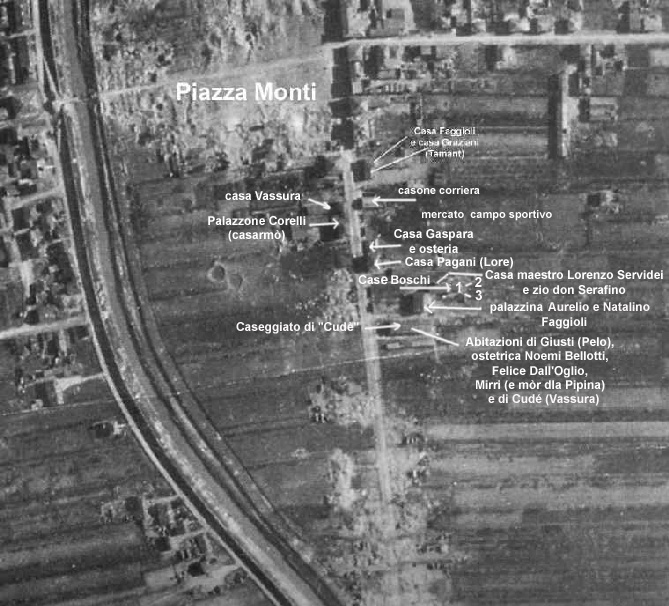 Piazza Monti
Casa Faggioli
e casa Graziani
(Tamant)
casa Vassura
casone corriera
Palazzone Corelli
(casarmò)
mercato campo sportivo
Casa Gaspara
e osteria
Casa Pagani (Lore)
Case Boschi
1
2
3
Casa maestro Lorenzo Servidei
e zio don Serafino
palazzina Aurelio e Natalino
Faggioli
Caseggiato di "Cudé"
Abitazioni di Giusti (Pelo),
ostetrica Noemi Bellotti,
Felice Dall'Oglio,
Mirri (e mòr dla Pipina)
e di Cudé (Vassura)